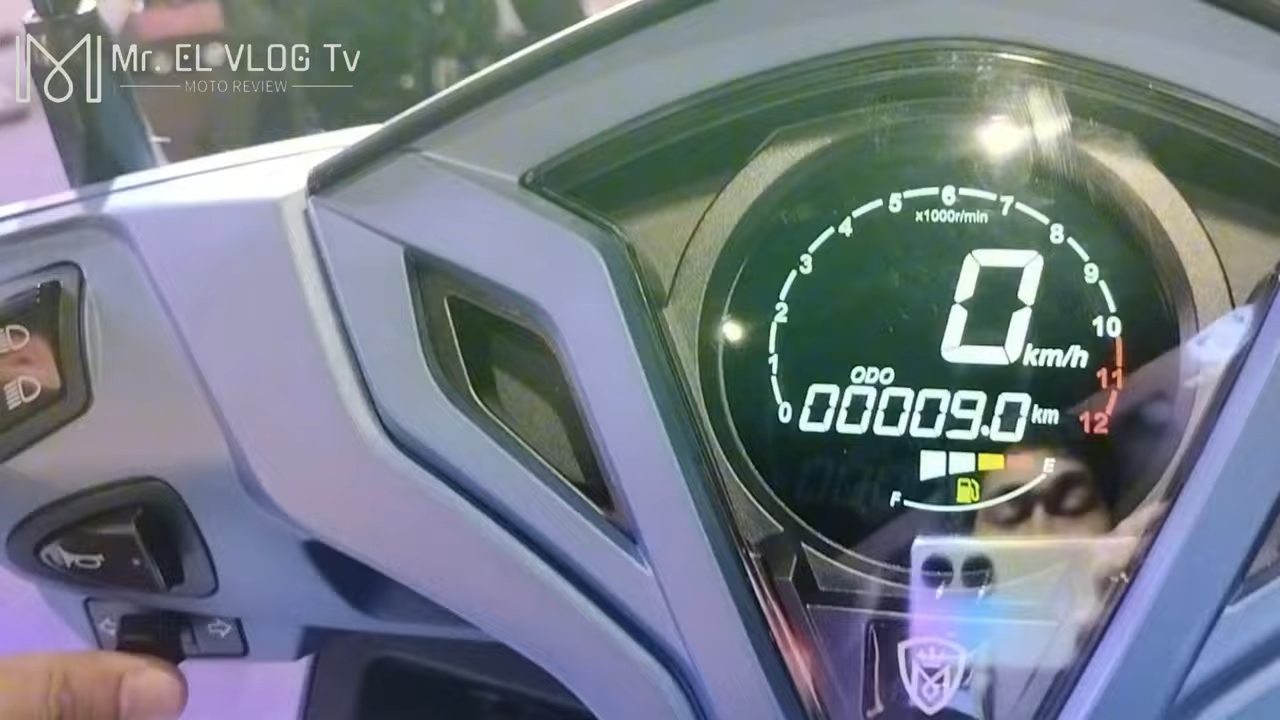 Mr. EL VLOG Tv
MOTO REVIEW
0 1 2 3 4 5 6 7 8 9 10 11 12
x1000r/min
0 km/h
ODO
00009.0 km
F E